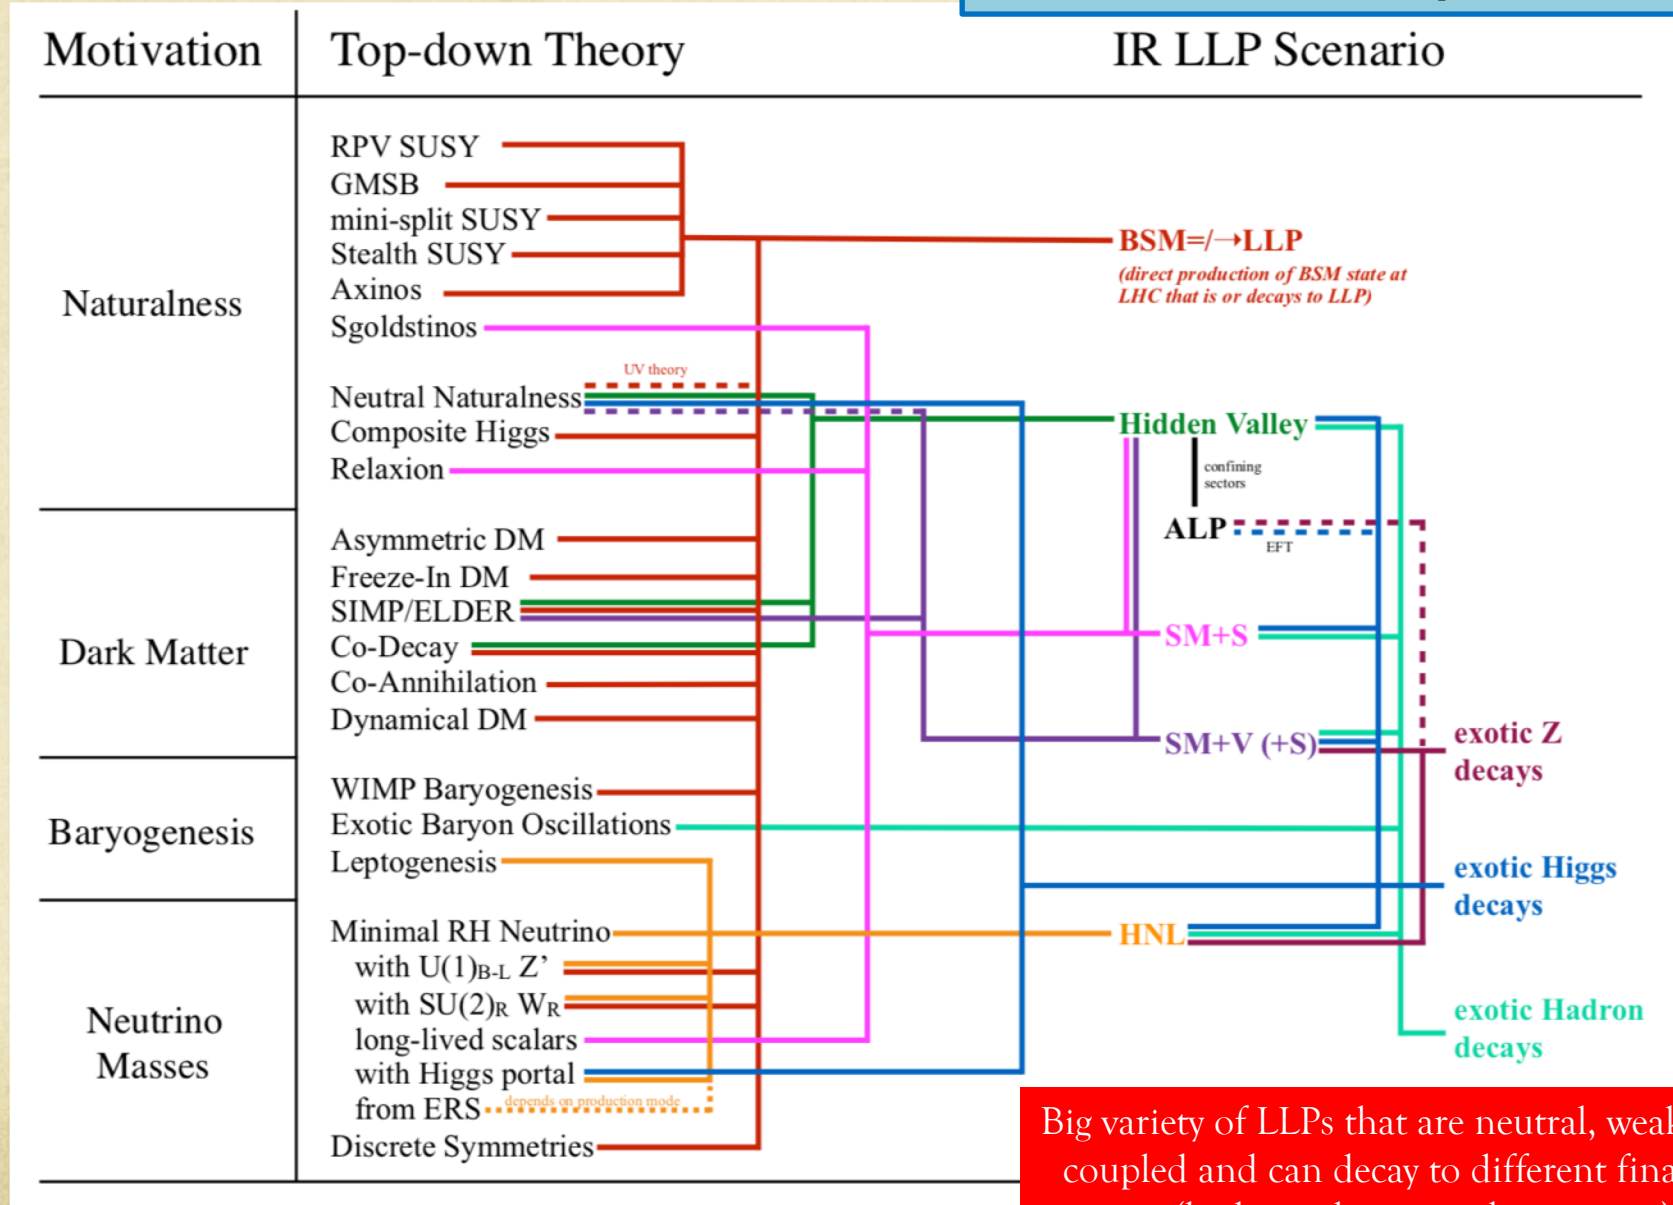 Motivation
Top-down Theory
IR LLP Scenario
Naturalness
RPV SUSY
GMSB
mini-split SUSY
Stealth SUSY
Axinos
Sgoldstinos
UV theory
Neutral Naturalness
Composite Higgs
Relaxion
BSM=/→LLP
(direct production of BSM state at
LHC that is or decays to LLP)
Hidden Valley
confining
sectors
ALP
EFT
Dark Matter
Asymmetric DM
Freeze-In DM
SIMP/ELDER
Co-Decay
Co-Annihilation
Dynamical DM
SM+S
SM+V (+S)
exotic Z
decays
Baryogenesis
WIMP Baryogenesis
Exotic Baryon Oscillations
Leptogenesis
exotic Higgs
decays
Neutrino
Masses
Minimal RH Neutrino
with U(1)B-L Z’
with SU(2)R WR
long-lived scalars
with Higgs portal
from ERS
depends on production mode
Discrete Symmetries
HNL
exotic Hadron
decays
Big variety of LLPs that are neutral, weak
coupled and can decay to different fina